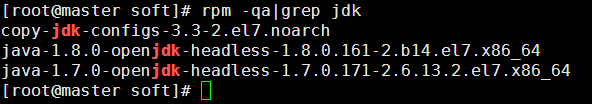 [root@master soft]# rpm -qa|grep jdk
copy-jdk-configs-3.3-2.el7.noarch
java-1.8.0-openjdk-headless-1.8.0.161-2.b14.el7.x86_64
java-1.7.0-openjdk-headless-1.7.0.171-2.6.13.2.el7.x86_64
[root@master soft]#